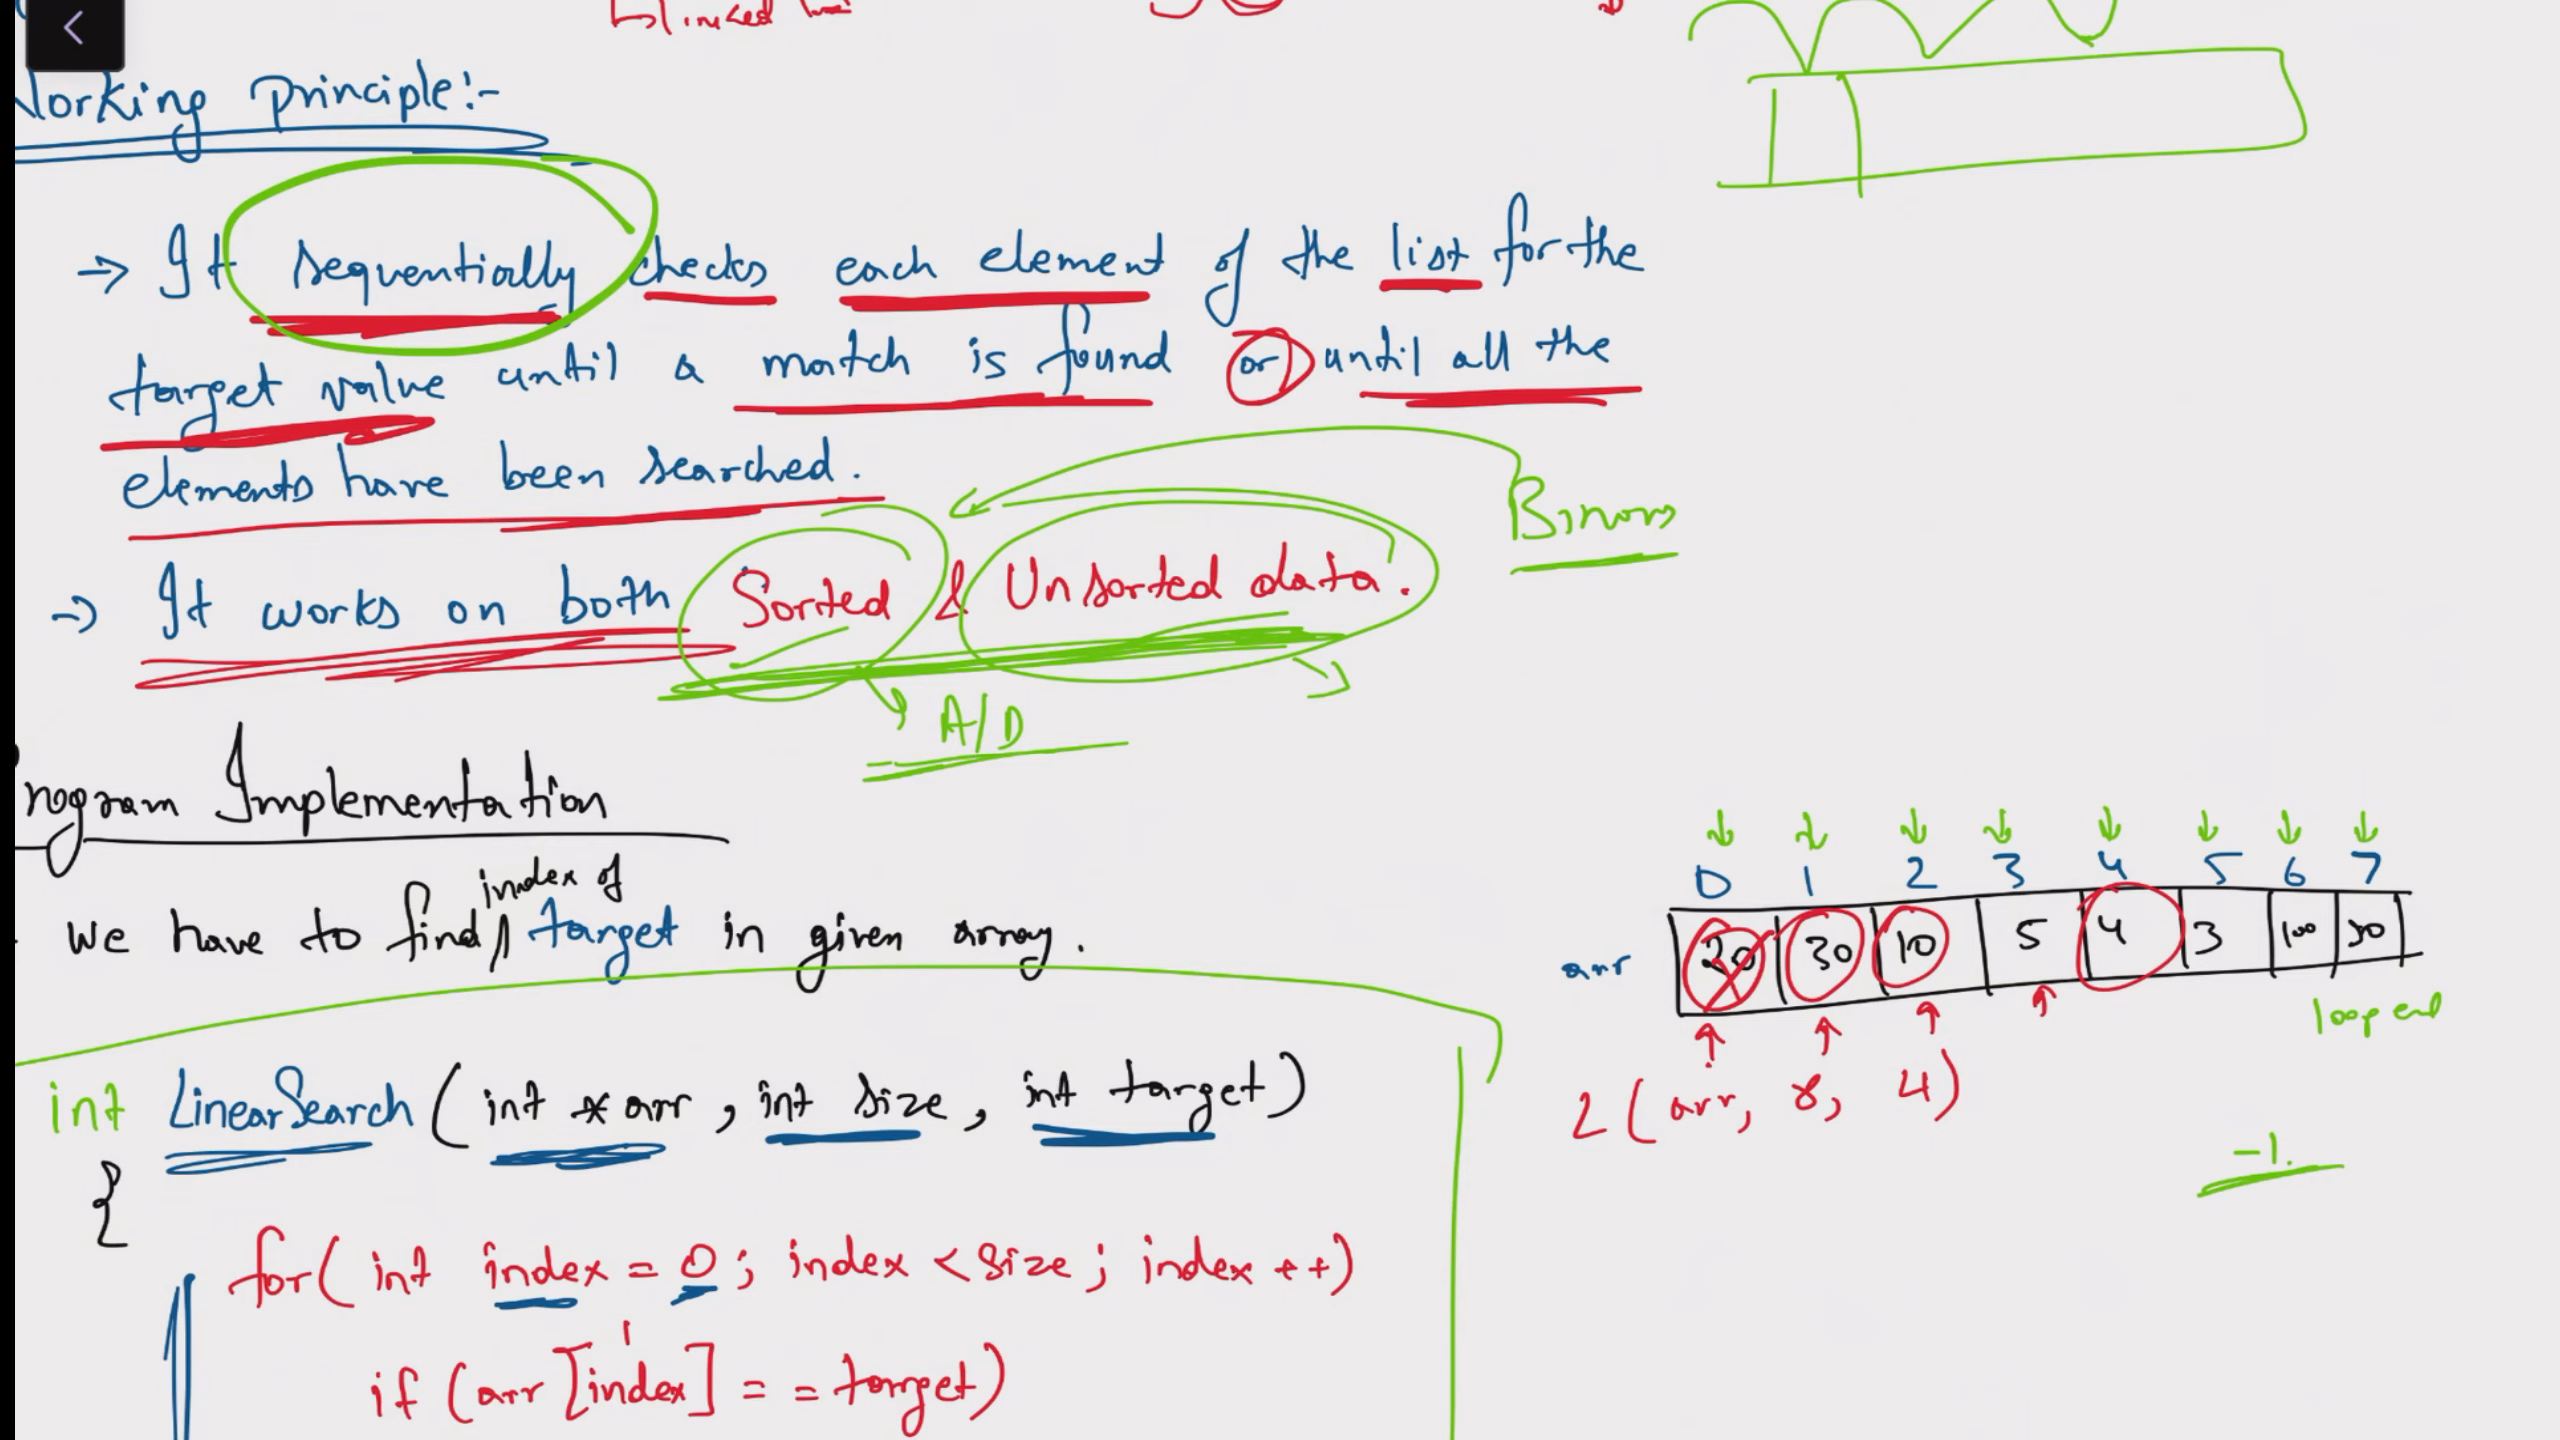 Working Principle:-
→ It sequentially checks each element of the list for the
target value until a match is found or until all the
elements have been searched.
Binary
→ It works on both Sorted & Unsorted data.
A/D
Program Implementation
index of
we have to find target in given array.
0 1 2 3 4 5 6 7
arr 20 30 10 5 4 3 100 50
loop end
int LinearSearch (int *arr, int size, int target)
L (arr, 8, 4)
-1.
{
for( int index = 0; index < size; index ++)
if (arr [index] == target)